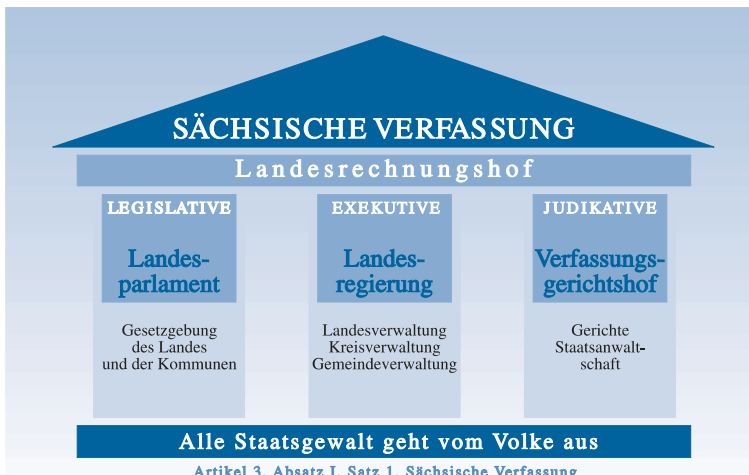 SÄCHSISCHE VERFASSUNG
Landesrechnungshof
LEGISLATIVE
Landes-
parlament
Gesetzgebung
des Landes
und der Kommunen
EXEKUTIVE
Landes-
regierung
Landesverwaltung
Kreisverwaltung
Gemeindeverwaltung
JUDIKATIVE
Verfassungs-
gerichtshof
Gerichte
Staatsanwalt-
schaft
Alle Staatsgewalt geht vom Volke aus
Artikel 3, Absatz I, Satz 1, Sächsische Verfassung